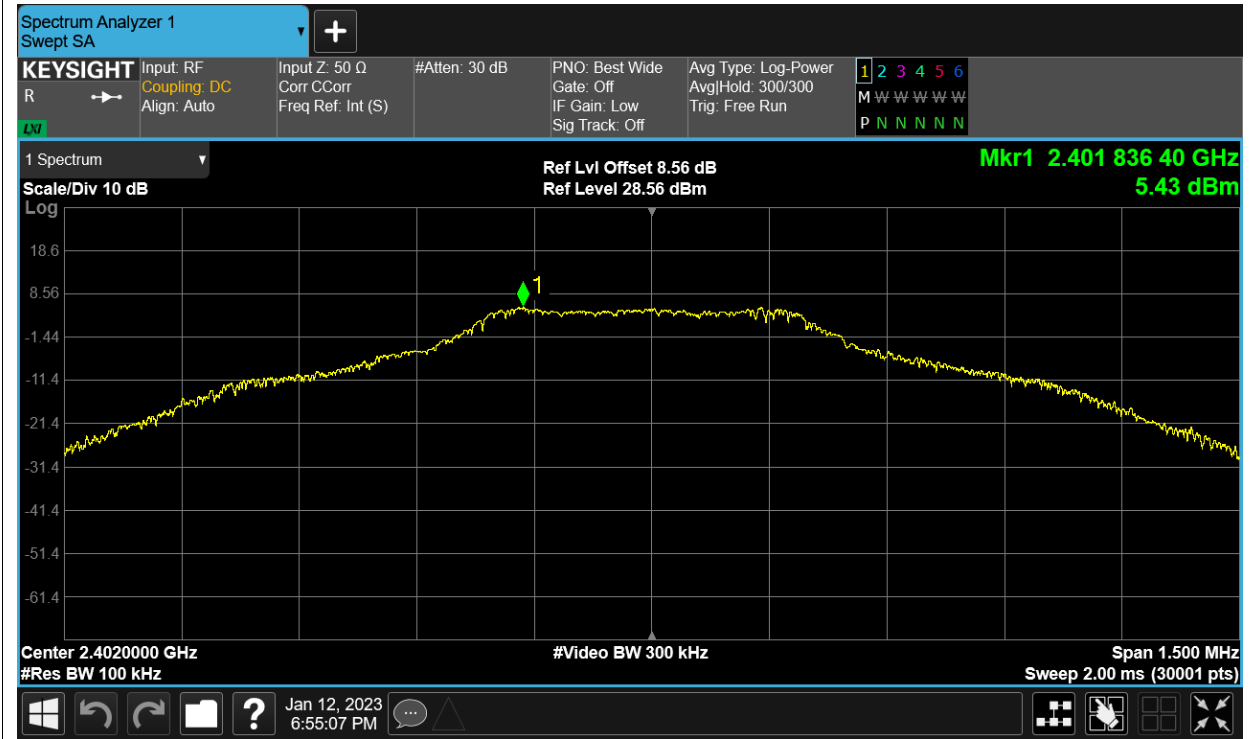 Spectrum Analyzer 1
Swept SA
KEYSIGHT
R
LXI
Input: RF
Coupling: DC
Align: Auto
Input Z: 50 Ω
Corr CCorr
Freq Ref: Int (S)
#Atten: 30 dB
PNO: Best Wide
Gate: Off
IF Gain: Low
Sig Track: Off
Avg Type: Log-Power
Avg|Hold: 300/300
Trig: Free Run
1 2 3 4 5 6
M W W W W W
P N N N N N
1 Spectrum
Scale/Div 10 dB
Log
Ref Lvl Offset 8.56 dB
Ref Level 28.56 dBm
Mkr1 2.401 836 40 GHz
5.43 dBm
18.6
8.56
1
-1.44
-11.4
-21.4
-31.4
-41.4
-51.4
-61.4
Center 2.4020000 GHz
#Video BW 300 kHz
Span 1.500 MHz
#Res BW 100 kHz
Sweep 2.00 ms (30001 pts)
?
Jan 12, 2023
6:55:07 PM